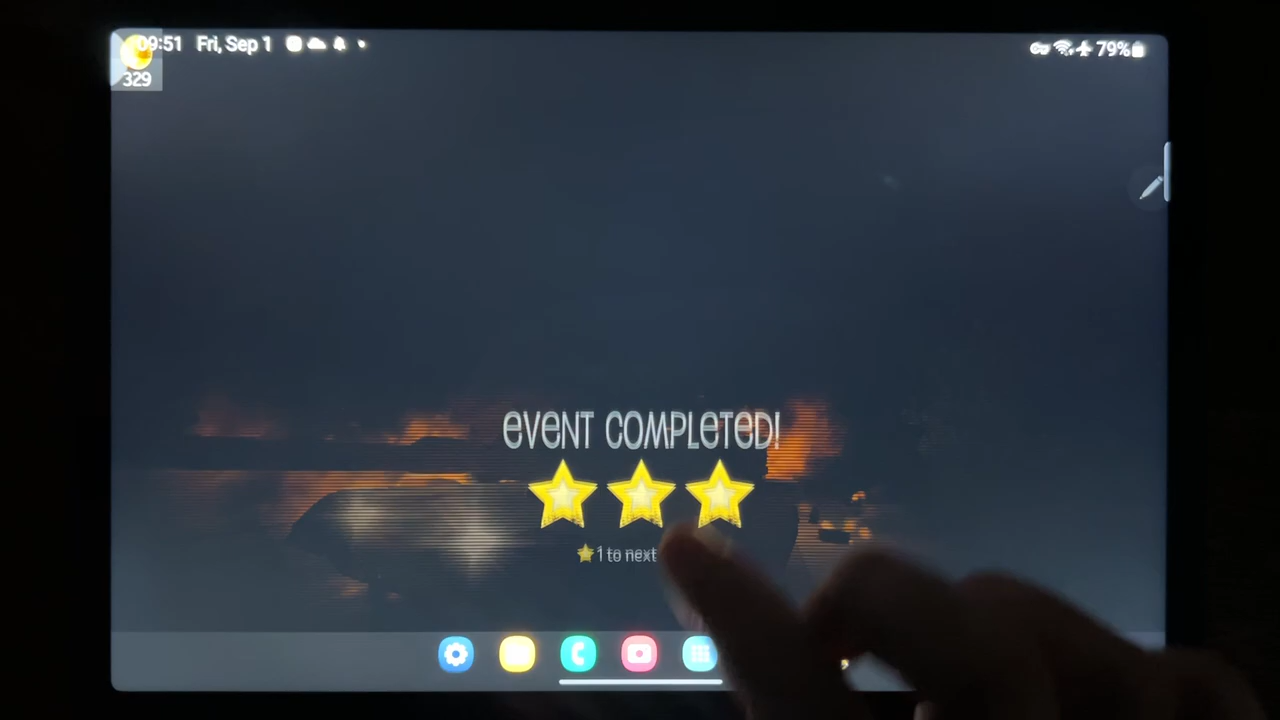 09:51 Fri, Sep 1
79%
329
eVeNT COMPLeTeD!
1 to next